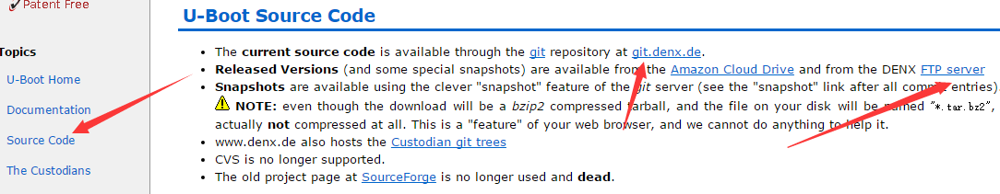 Patent Free
Topics
U-Boot Home
Documentation
Source Code
The Custodians
U-Boot Source Code
The current source code is available through the git repository at git.denx.de.
Released Versions (and some special snapshots) are available from the Amazon Cloud Drive and from the DENX FTP server
Snapshots are available using the clever "snapshot" feature of the git server (see the "snapshot" link after all commit entries)
NOTE: even though the download will be a bzip2 compressed tarball, and the file on your disk will be named "*.tar.bz2",
actually not compressed at all. This is a "feature" of your web browser, and we cannot do anything to help it.
www.denx.de also hosts the Custodian git trees
CVS is no longer supported.
The old project page at SourceForge is no longer used and dead.